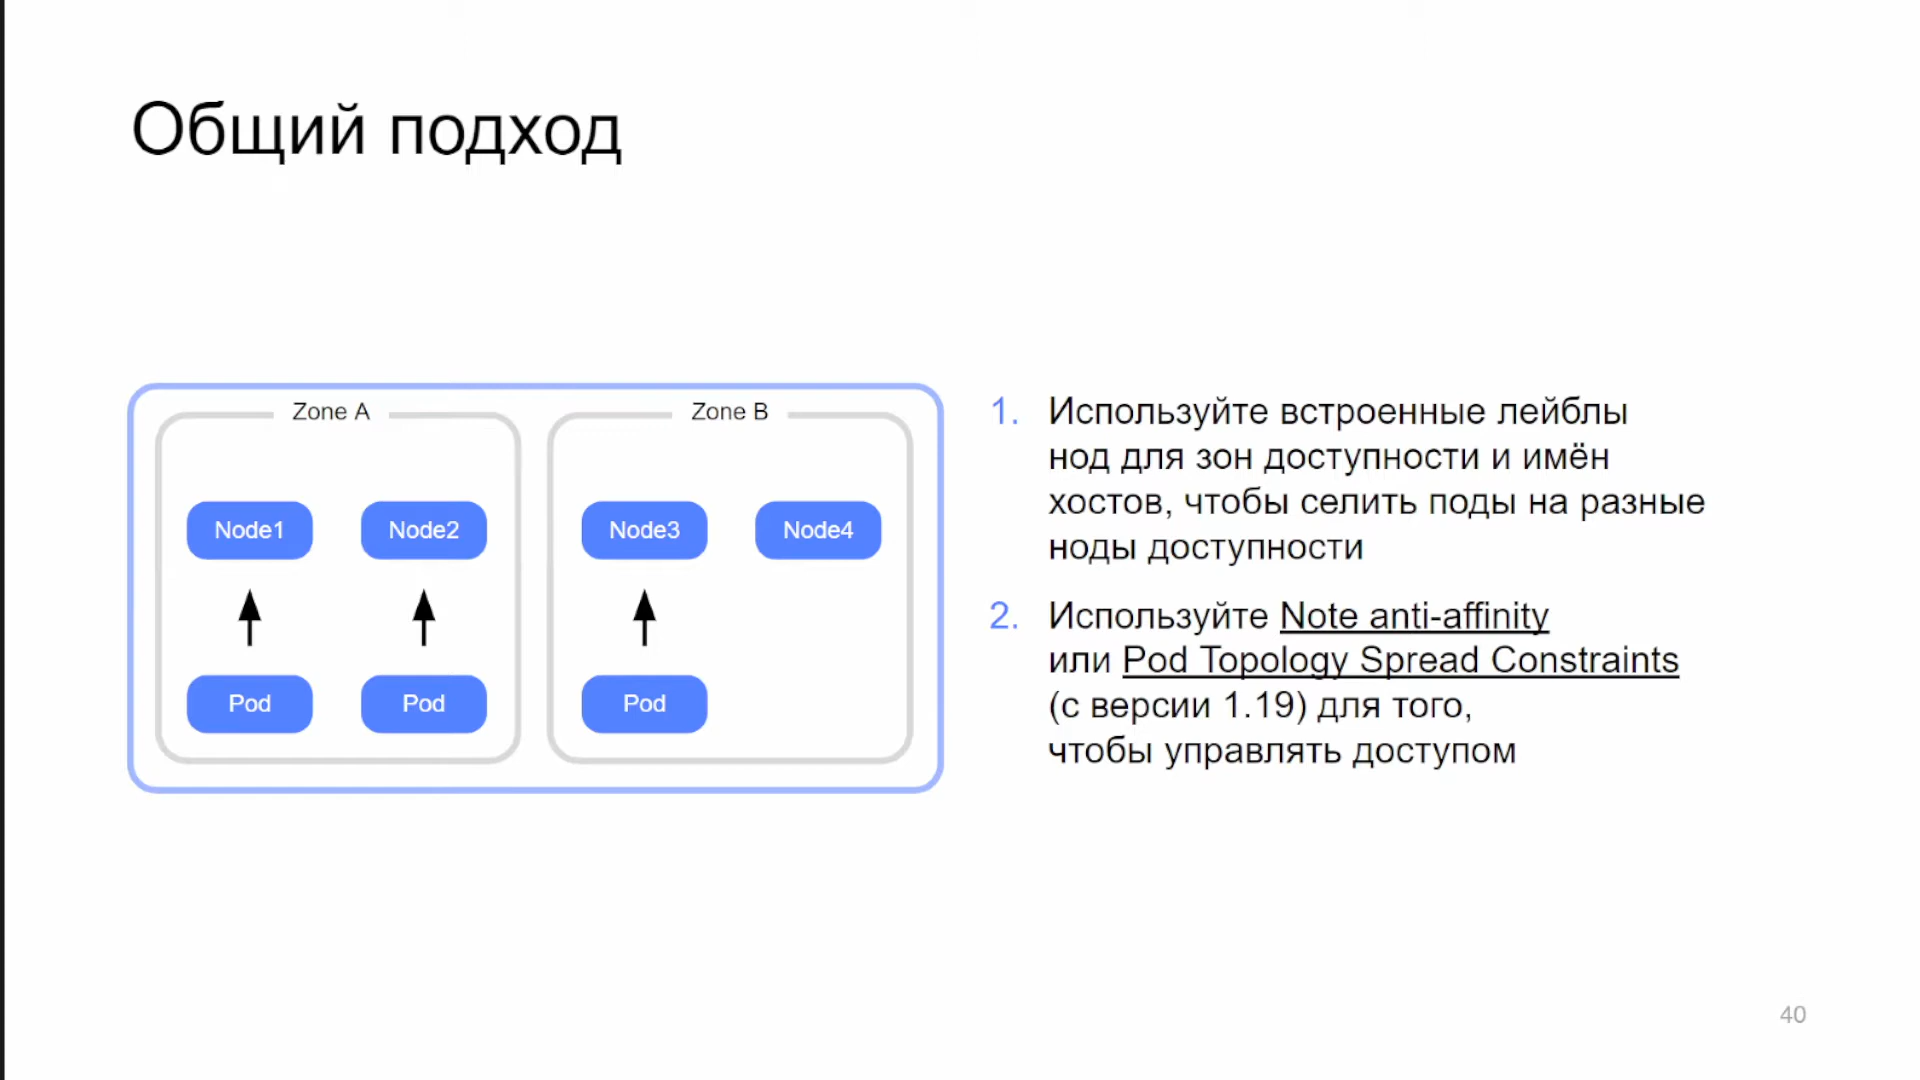 Общий подход
Zone A
Zone B
Node1
Node2
Node3
Node4
Pod
Pod
Pod
1. Используйте встроенные лейблы
нод для зон доступности и имён
хостов, чтобы селить поды на разные
ноды доступности
2. Используйте Note anti-affinity
или Pod Topology Spread Constraints
(с версии 1.19) для того,
чтобы управлять доступом
40